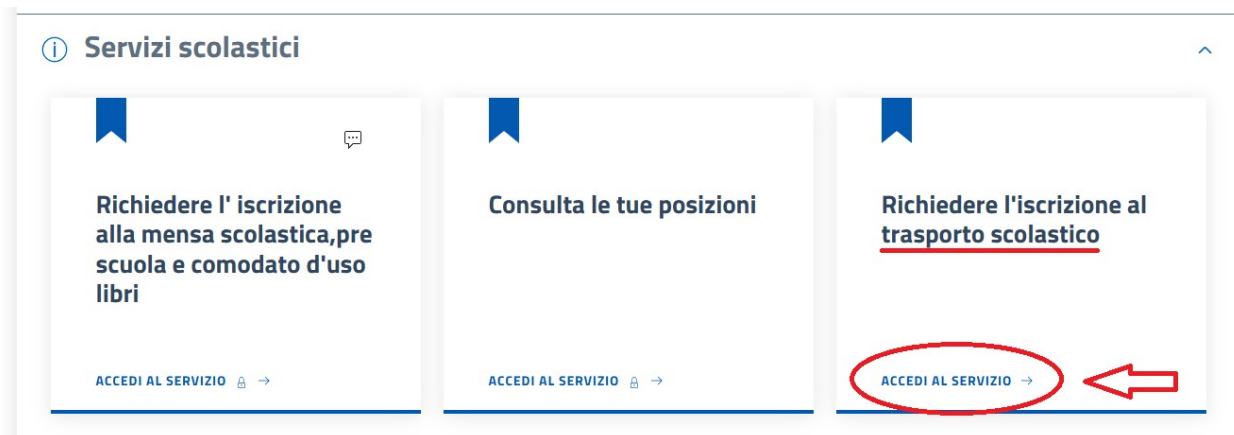 Servizi scolastici
Richiedere l' iscrizione
alla mensa scolastica,pre
scuola e comodato d'uso
libri
ACCEDI AL SERVIZIO
Consulta le tue posizioni
ACCEDI AL SERVIZIO
Richiedere l'iscrizione al
trasporto scolastico
ACCEDI AL SERVIZIO